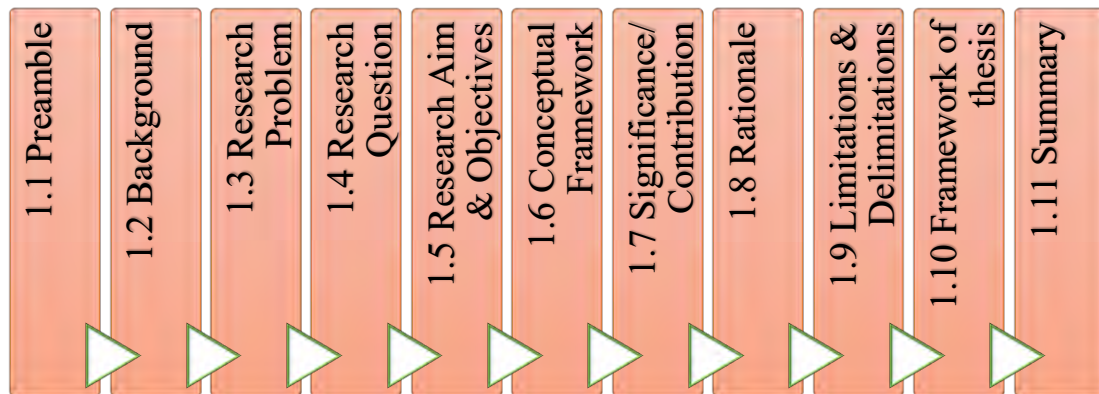 1.1 Preamble
1.2 Background
1.3 Research
Problem
1.4 Research
Question
1.5 Research Aim
& Objectives
1.6 Conceptual
Framework
1.7 Significance/
Contribution
1.8 Rationale
1.9 Limitations &
Delimitations
1.10 Framework of
thesis
1.11 Summary